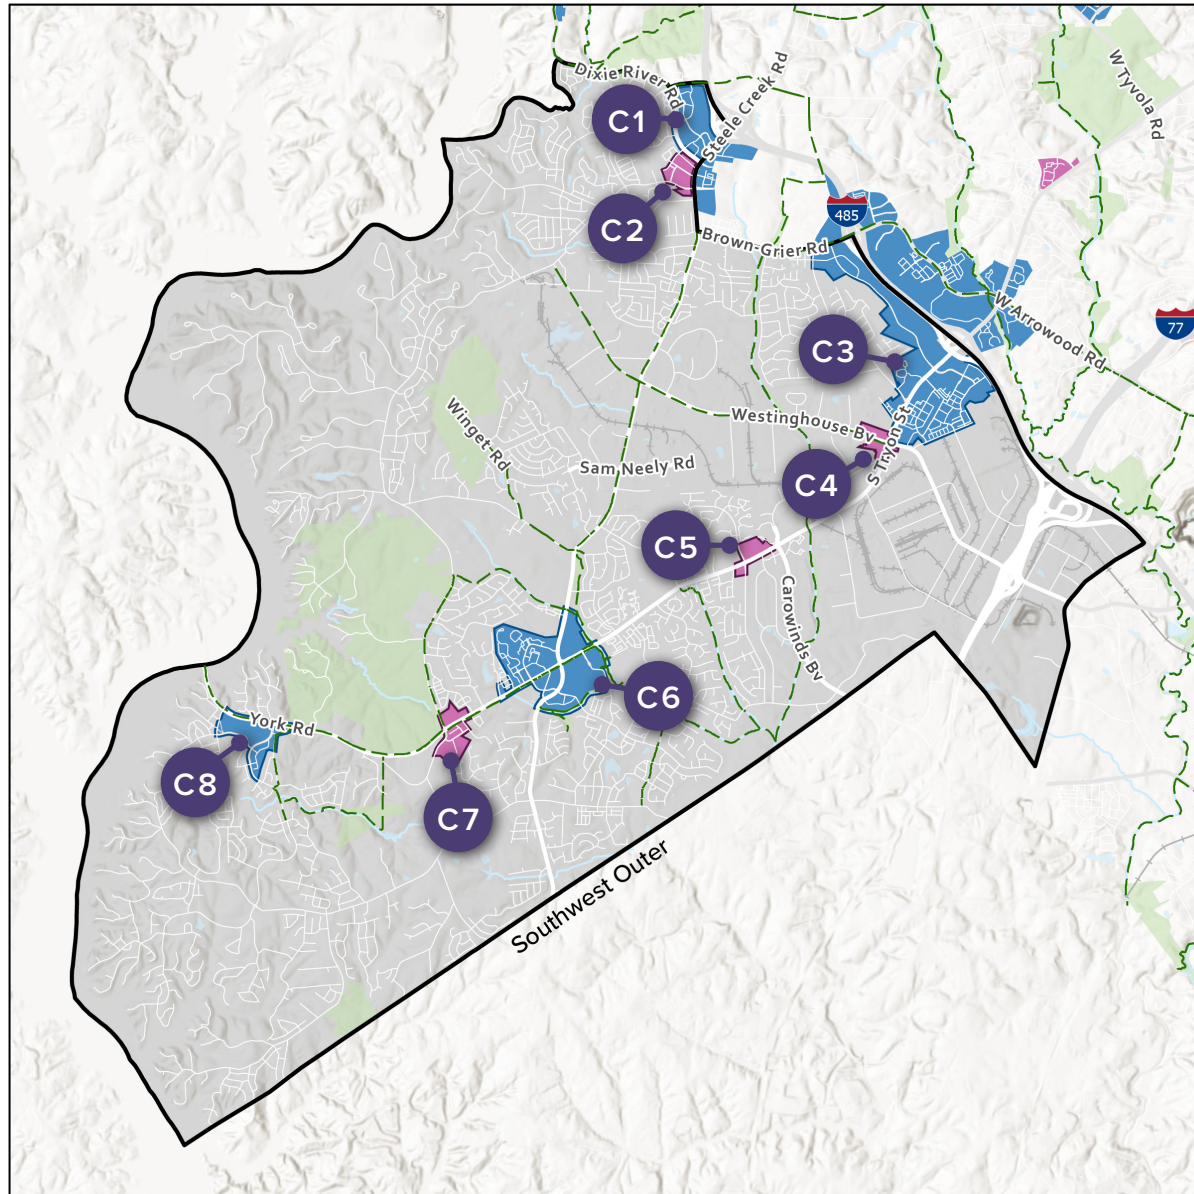 Dixie River Rd
Steele Creek Rd
W Tyvola Rd
C1
C2
485
Brown-Grier Rd
W Arrowood Rd
77
C3
Westinghouse Bv
S Tryon St
Winget Rd
Sam Neely Rd
C4
C5
Carowinds Bv
C6
York Rd
C8
C7
Southwest Outer